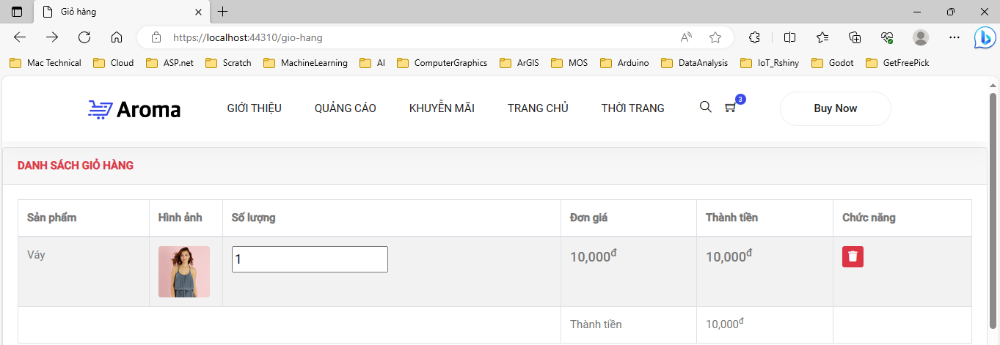 Giỏ hàng
https://localhost:44310/gio-hang
Mac Technical Cloud ASP.net Scratch MachineLearning AI ComputerGraphics ArGIS MOS Arduino DataAnalysis IoT_Rshiny Godot GetFreePick
Aroma GIỚI THIỆU QUẢNG CÁO KHUYỄN MÃI TRANG CHỦ THỜI TRANG 3 Buy Now
DANH SÁCH GIỎ HÀNG
Sản phẩm Hình ảnh Số lượng Đơn giá Thành tiền Chức năng
Váy 1 10,000đ 10,000đ
Thành tiền 10,000đ